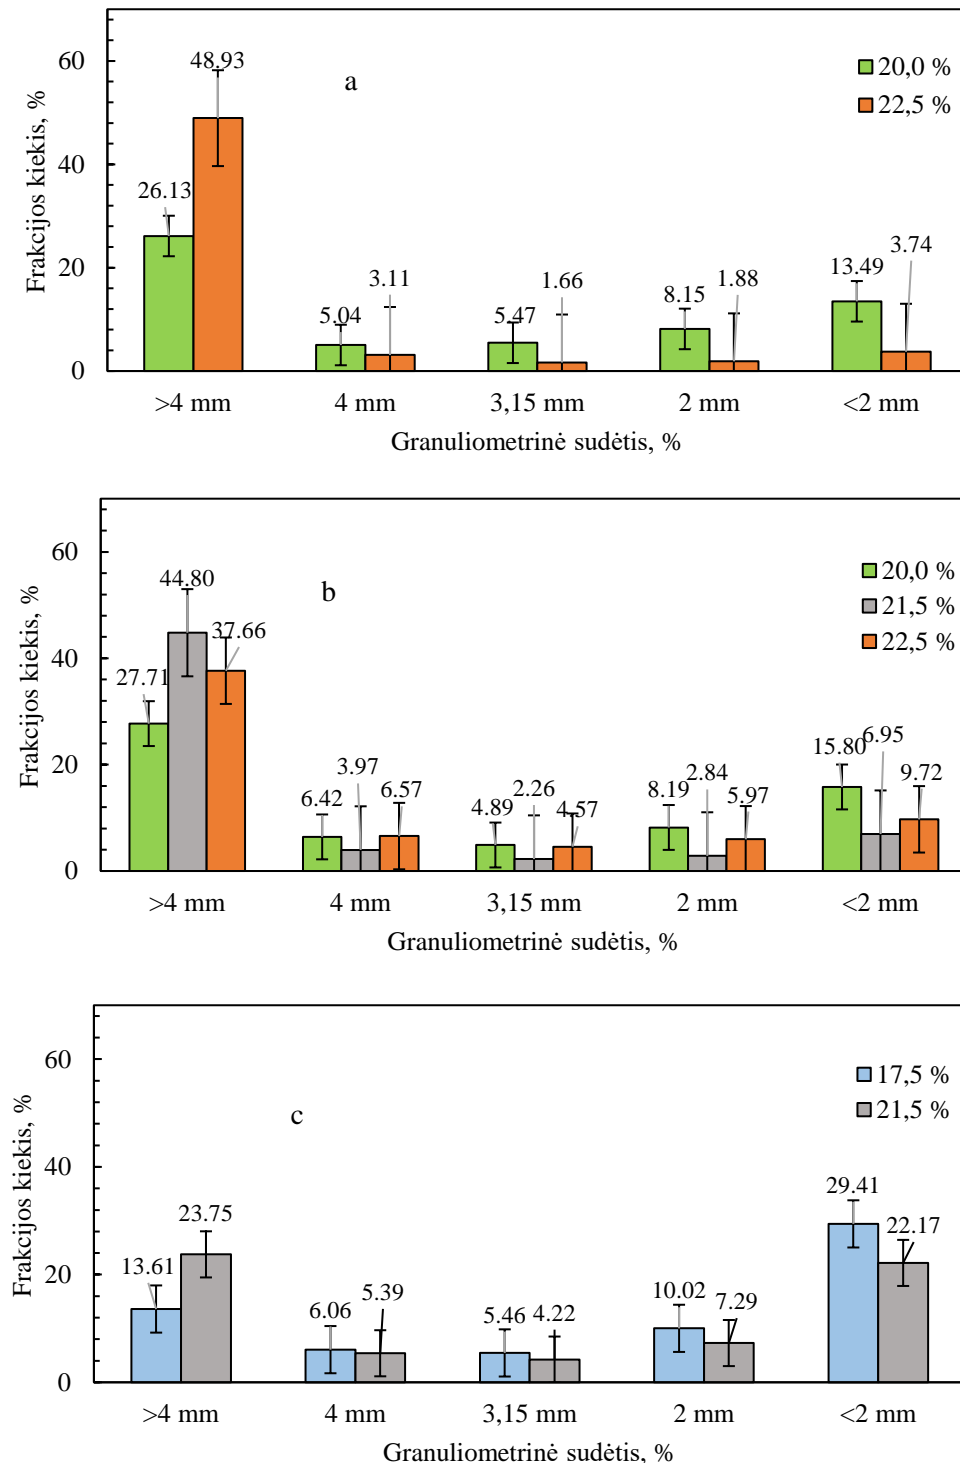 60
40
20
0
Frakcijos kiekis, %
a
20,0 %
22,5 %
26.13
48.93
5.04
3.11
5.47
1.66
8.15
1.88
13.49
3.74
>4 mm
4 mm
3,15 mm
2 mm
<2 mm
Granuliometrinė sudėtis, %
60
40
20
0
Frakcijos kiekis, %
b
20,0 %
21,5 %
22,5 %
27.71
44.80
37.66
6.42
3.97
6.57
4.89
2.26
4.57
8.19
2.84
5.97
15.80
6.95
9.72
>4 mm
4 mm
3,15 mm
2 mm
<2 mm
Granuliometrinė sudėtis, %
60
40
20
0
Frakcijos kiekis, %
c
17,5 %
21,5 %
13.61
23.75
6.06
5.39
5.46
4.22
10.02
7.29
29.41
22.17
>4 mm
4 mm
3,15 mm
2 mm
<2 mm
Granuliometrinė sudėtis, %